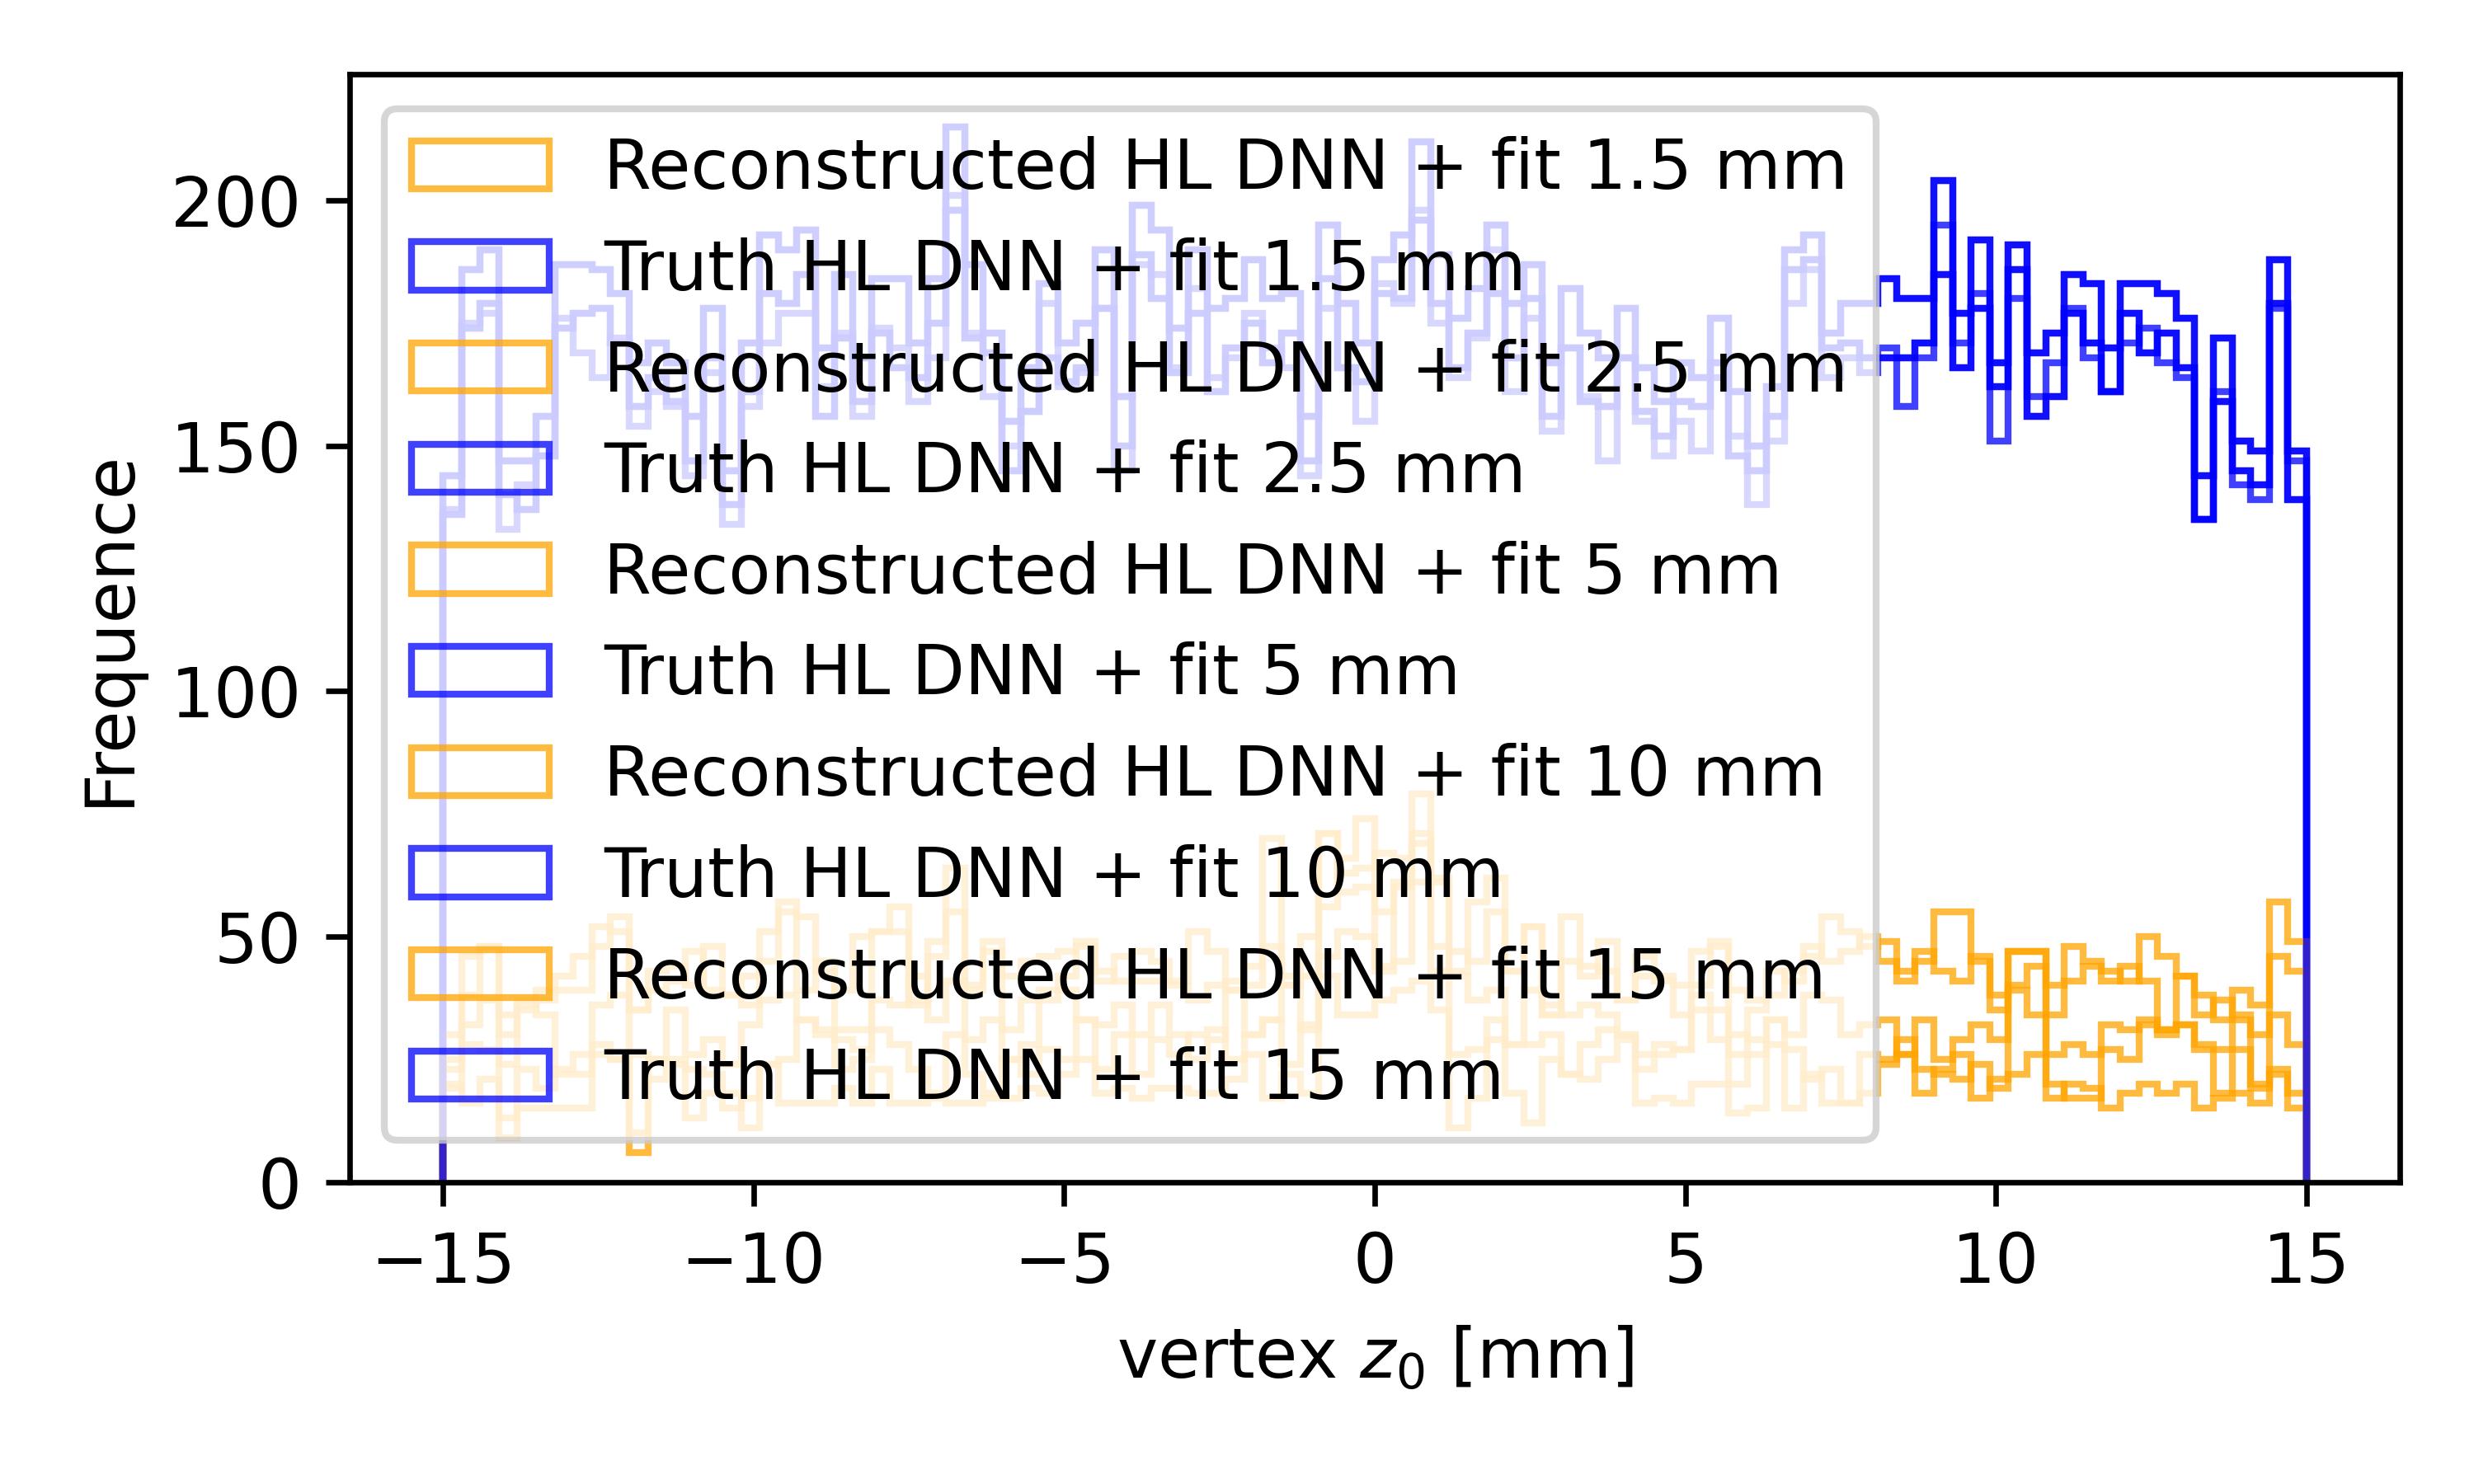 Reconstructed HL DNN + fit 1.5 mm
Truth HL DNN + fit 1.5 mm
Reconstructed HL DNN + fit 2.5 mm
Truth HL DNN + fit 2.5 mm
Reconstructed HL DNN + fit 5 mm
Truth HL DNN + fit 5 mm
Reconstructed HL DNN + fit 10 mm
Truth HL DNN + fit 10 mm
Reconstructed HL DNN + fit 15 mm
Truth HL DNN + fit 15 mm
Frequence
200
150
100
50
0
−15 −10 −5 0 5 10 15
vertex z₀ [mm]